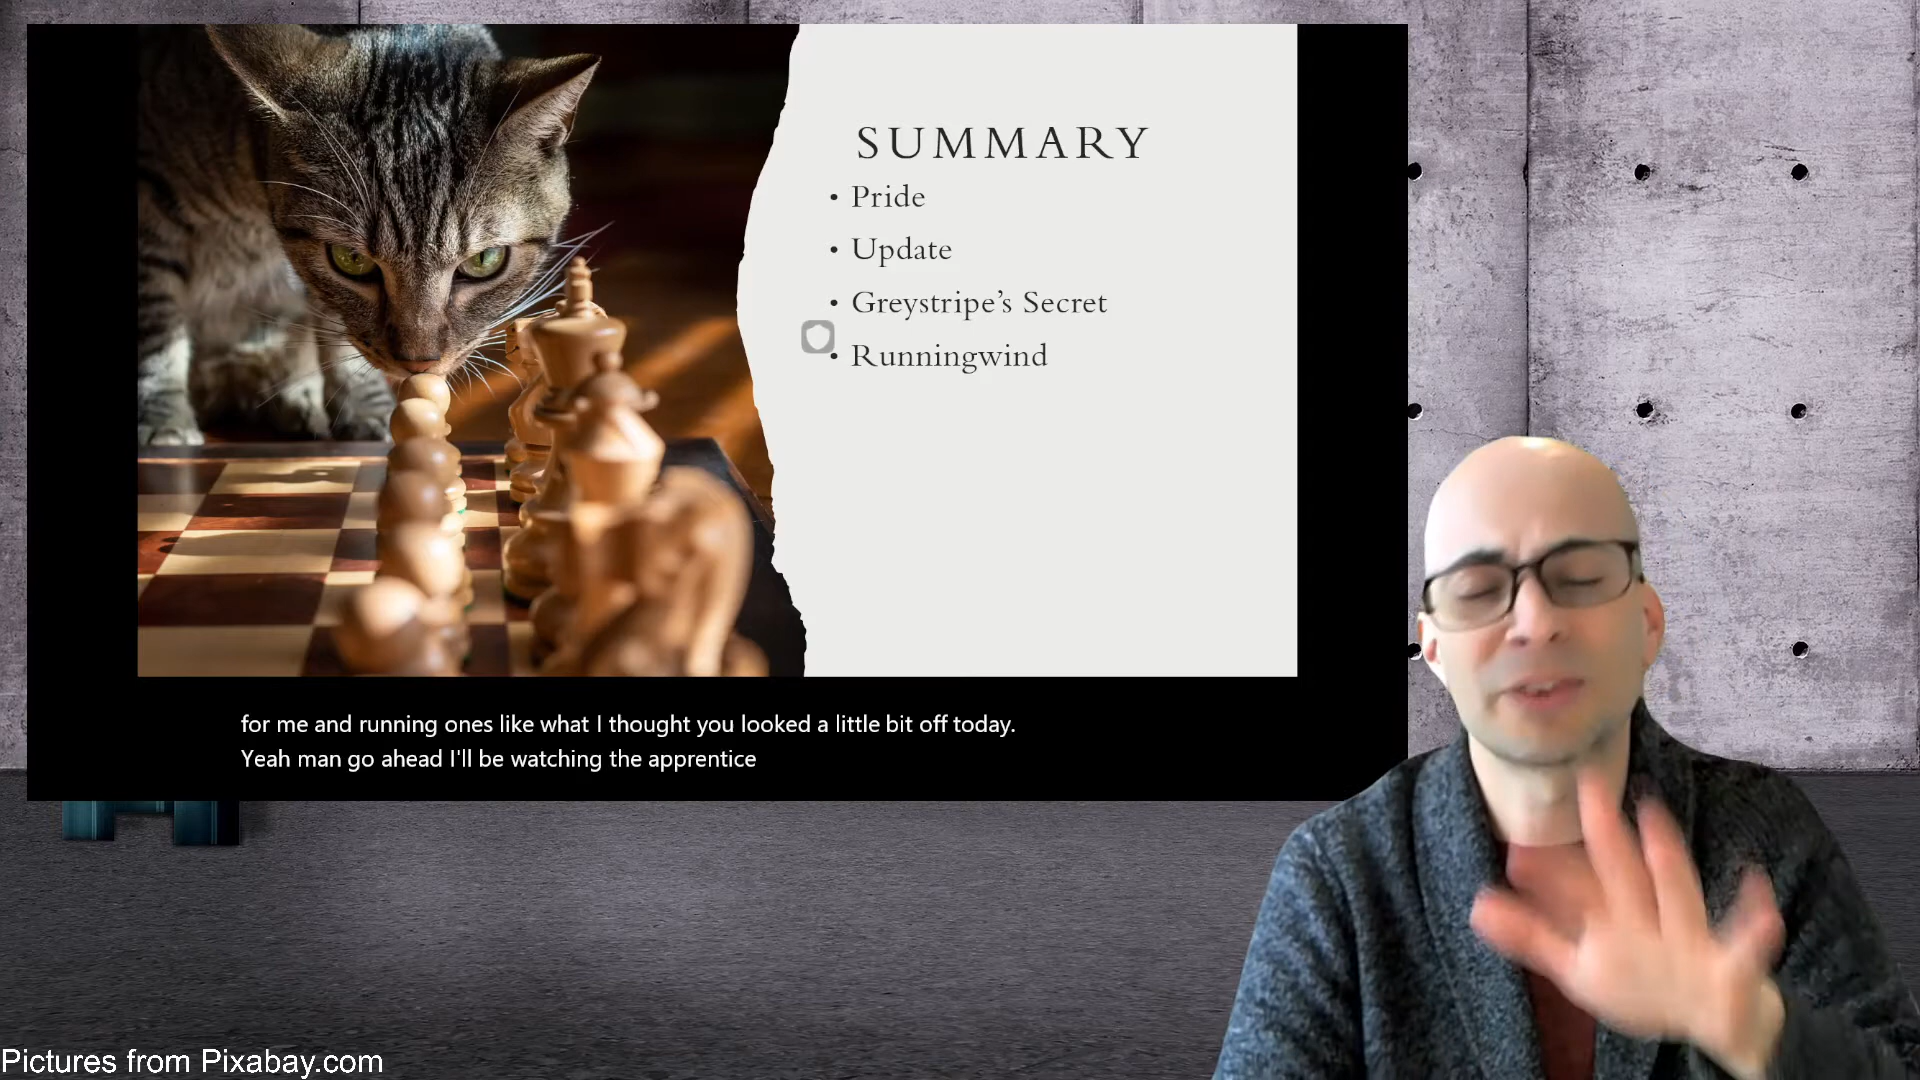 SUMMARY
• Pride
• Update
• Greystripe’s Secret
• Runningwind
for me and running ones like what I thought you looked a little bit off today.
Yeah man go ahead I'll be watching the apprentice
Pictures from Pixabay.com